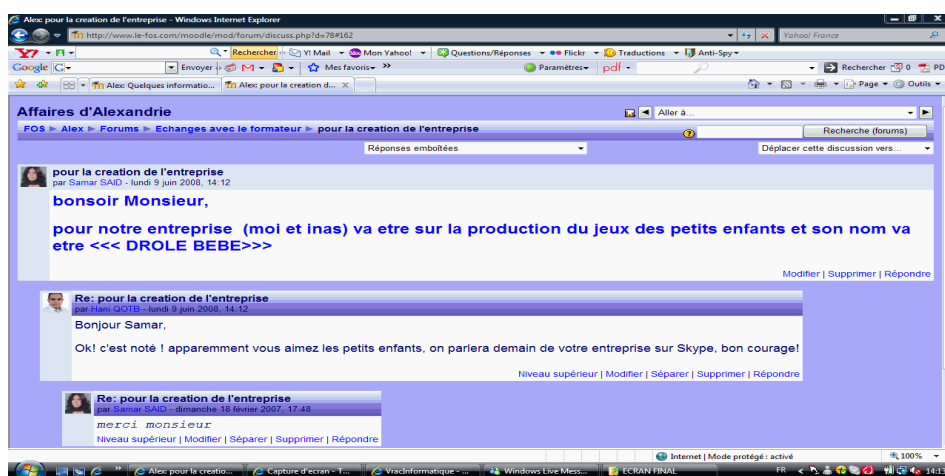 Alex: pour la creation de l'entreprise - Windows Internet Explorer
http://www.le-fos.com/moodle/mod/forum/discuss.php?d=78#162
Yahoo! France
Rechercher Y! Mail Mon Yahoo! Questions/Réponses Flickr Traductions Anti-Spy
Google G Envoyer Mes favoris » Paramètres pdf Rechercher 0 PD
Alex: Quelques informatio... Alex: pour la creation d... X Page Outils
Affaires d'Alexandrie Aller à...
FOS ► Alex ► Forums ► Echanges avec le formateur ► pour la creation de l'entreprise Recherche (forums)
Réponses emboîtées Déplacer cette discussion vers...
pour la creation de l'entreprise
par Samar SAID - lundi 9 juin 2008, 14:12
bonsoir Monsieur,
pour notre entreprise (moi et inas) va etre sur la production du jeux des petits enfants et son nom va
etre <<< DROLE BEBE>>>
Modifier | Supprimer | Répondre
Re: pour la creation de l'entreprise
par Hani QOTB - lundi 9 juin 2008, 14:12
Bonjour Samar,
Ok! c'est noté ! apparemment vous aimez les petits enfants, on parlera demain de votre entreprise sur Skype, bon courage!
Niveau supérieur | Modifier | Séparer | Supprimer | Répondre
Re: pour la creation de l'entreprise
par Samar SAID - dimanche 18 février 2007, 17:48
merci monsieur
Niveau supérieur | Modifier | Séparer | Supprimer | Répondre
Internet | Mode protégé : activé 100%
Alex: pour la creatio... Capture d'ecran - T... VracInformatique - ... Windows Live Mess... ECRAN FINAL FR 14:13